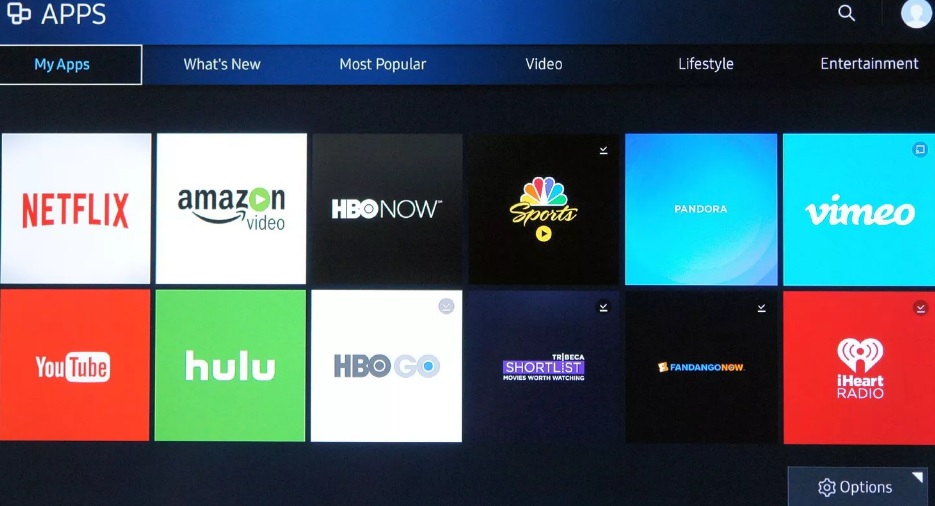 APPS
My Apps
What's New
Most Popular
Video
Lifestyle
Entertainment
NETFLIX
amazon
video
HBO NOW™
Sports
PANDORA
vimeo
YouTube
hulu
HBO GO
TRIBECA
SHORTLIST
MOVIES WORTH WATCHING
FANDANGONOW
iHeart
RADIO
Options